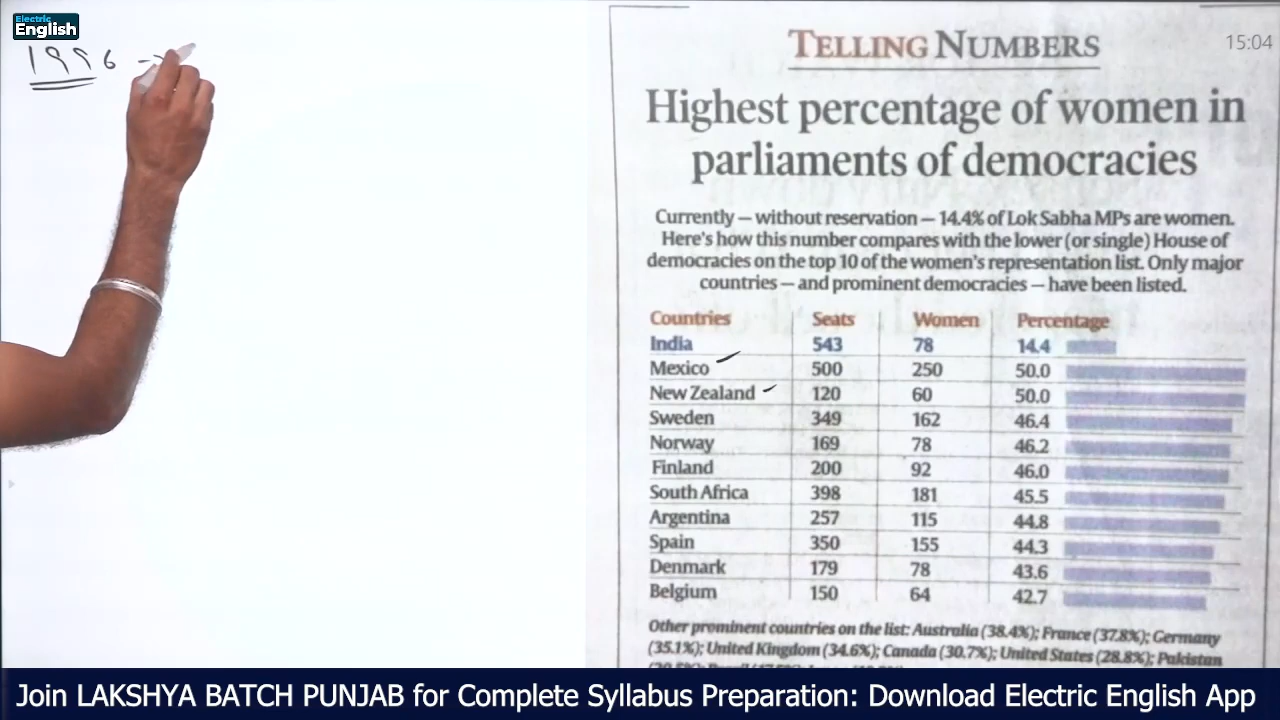 Electric
English
1996 →
15:04
TELLING NUMBERS
Highest percentage of women in
parliaments of democracies
Currently — without reservation — 14.4% of Lok Sabha MPs are women.
Here's how this number compares with the lower (or single) House of
democracies on the top 10 of the women's representation list. Only major
countries — and prominent democracies — have been listed.
Countries Seats Women Percentage
India 543 78 14.4
Mexico 500 250 50.0
New Zealand 120 60 50.0
Sweden 349 162 46.4
Norway 169 78 46.2
Finland 200 92 46.0
South Africa 398 181 45.5
Argentina 257 115 44.8
Spain 350 155 44.3
Denmark 179 78 43.6
Belgium 150 64 42.7
Other prominent countries on the list: Australia (38.4%); France (37.8%); Germany
(35.1%); United Kingdom (34.6%); Canada (30.7%); United States (28.8%); Pakistan
Join LAKSHYA BATCH PUNJAB for Complete Syllabus Preparation: Download Electric English App